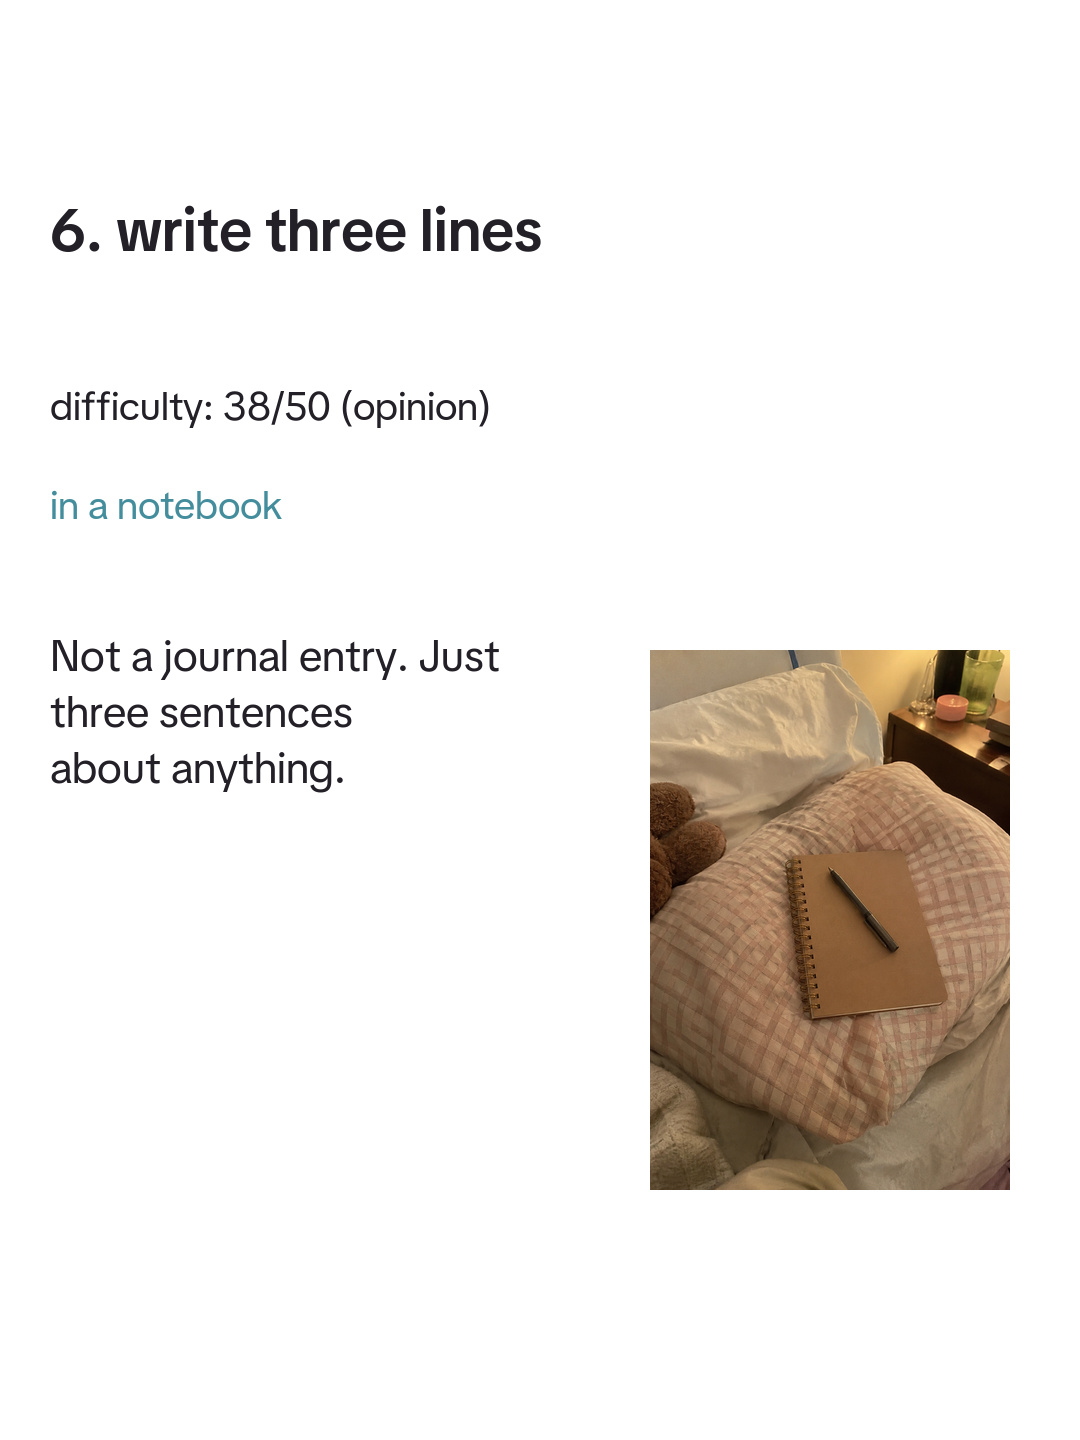 6. write three lines
difficulty: 38/50 (opinion)
in a notebook
Not a journal entry. Just
three sentences
about anything.